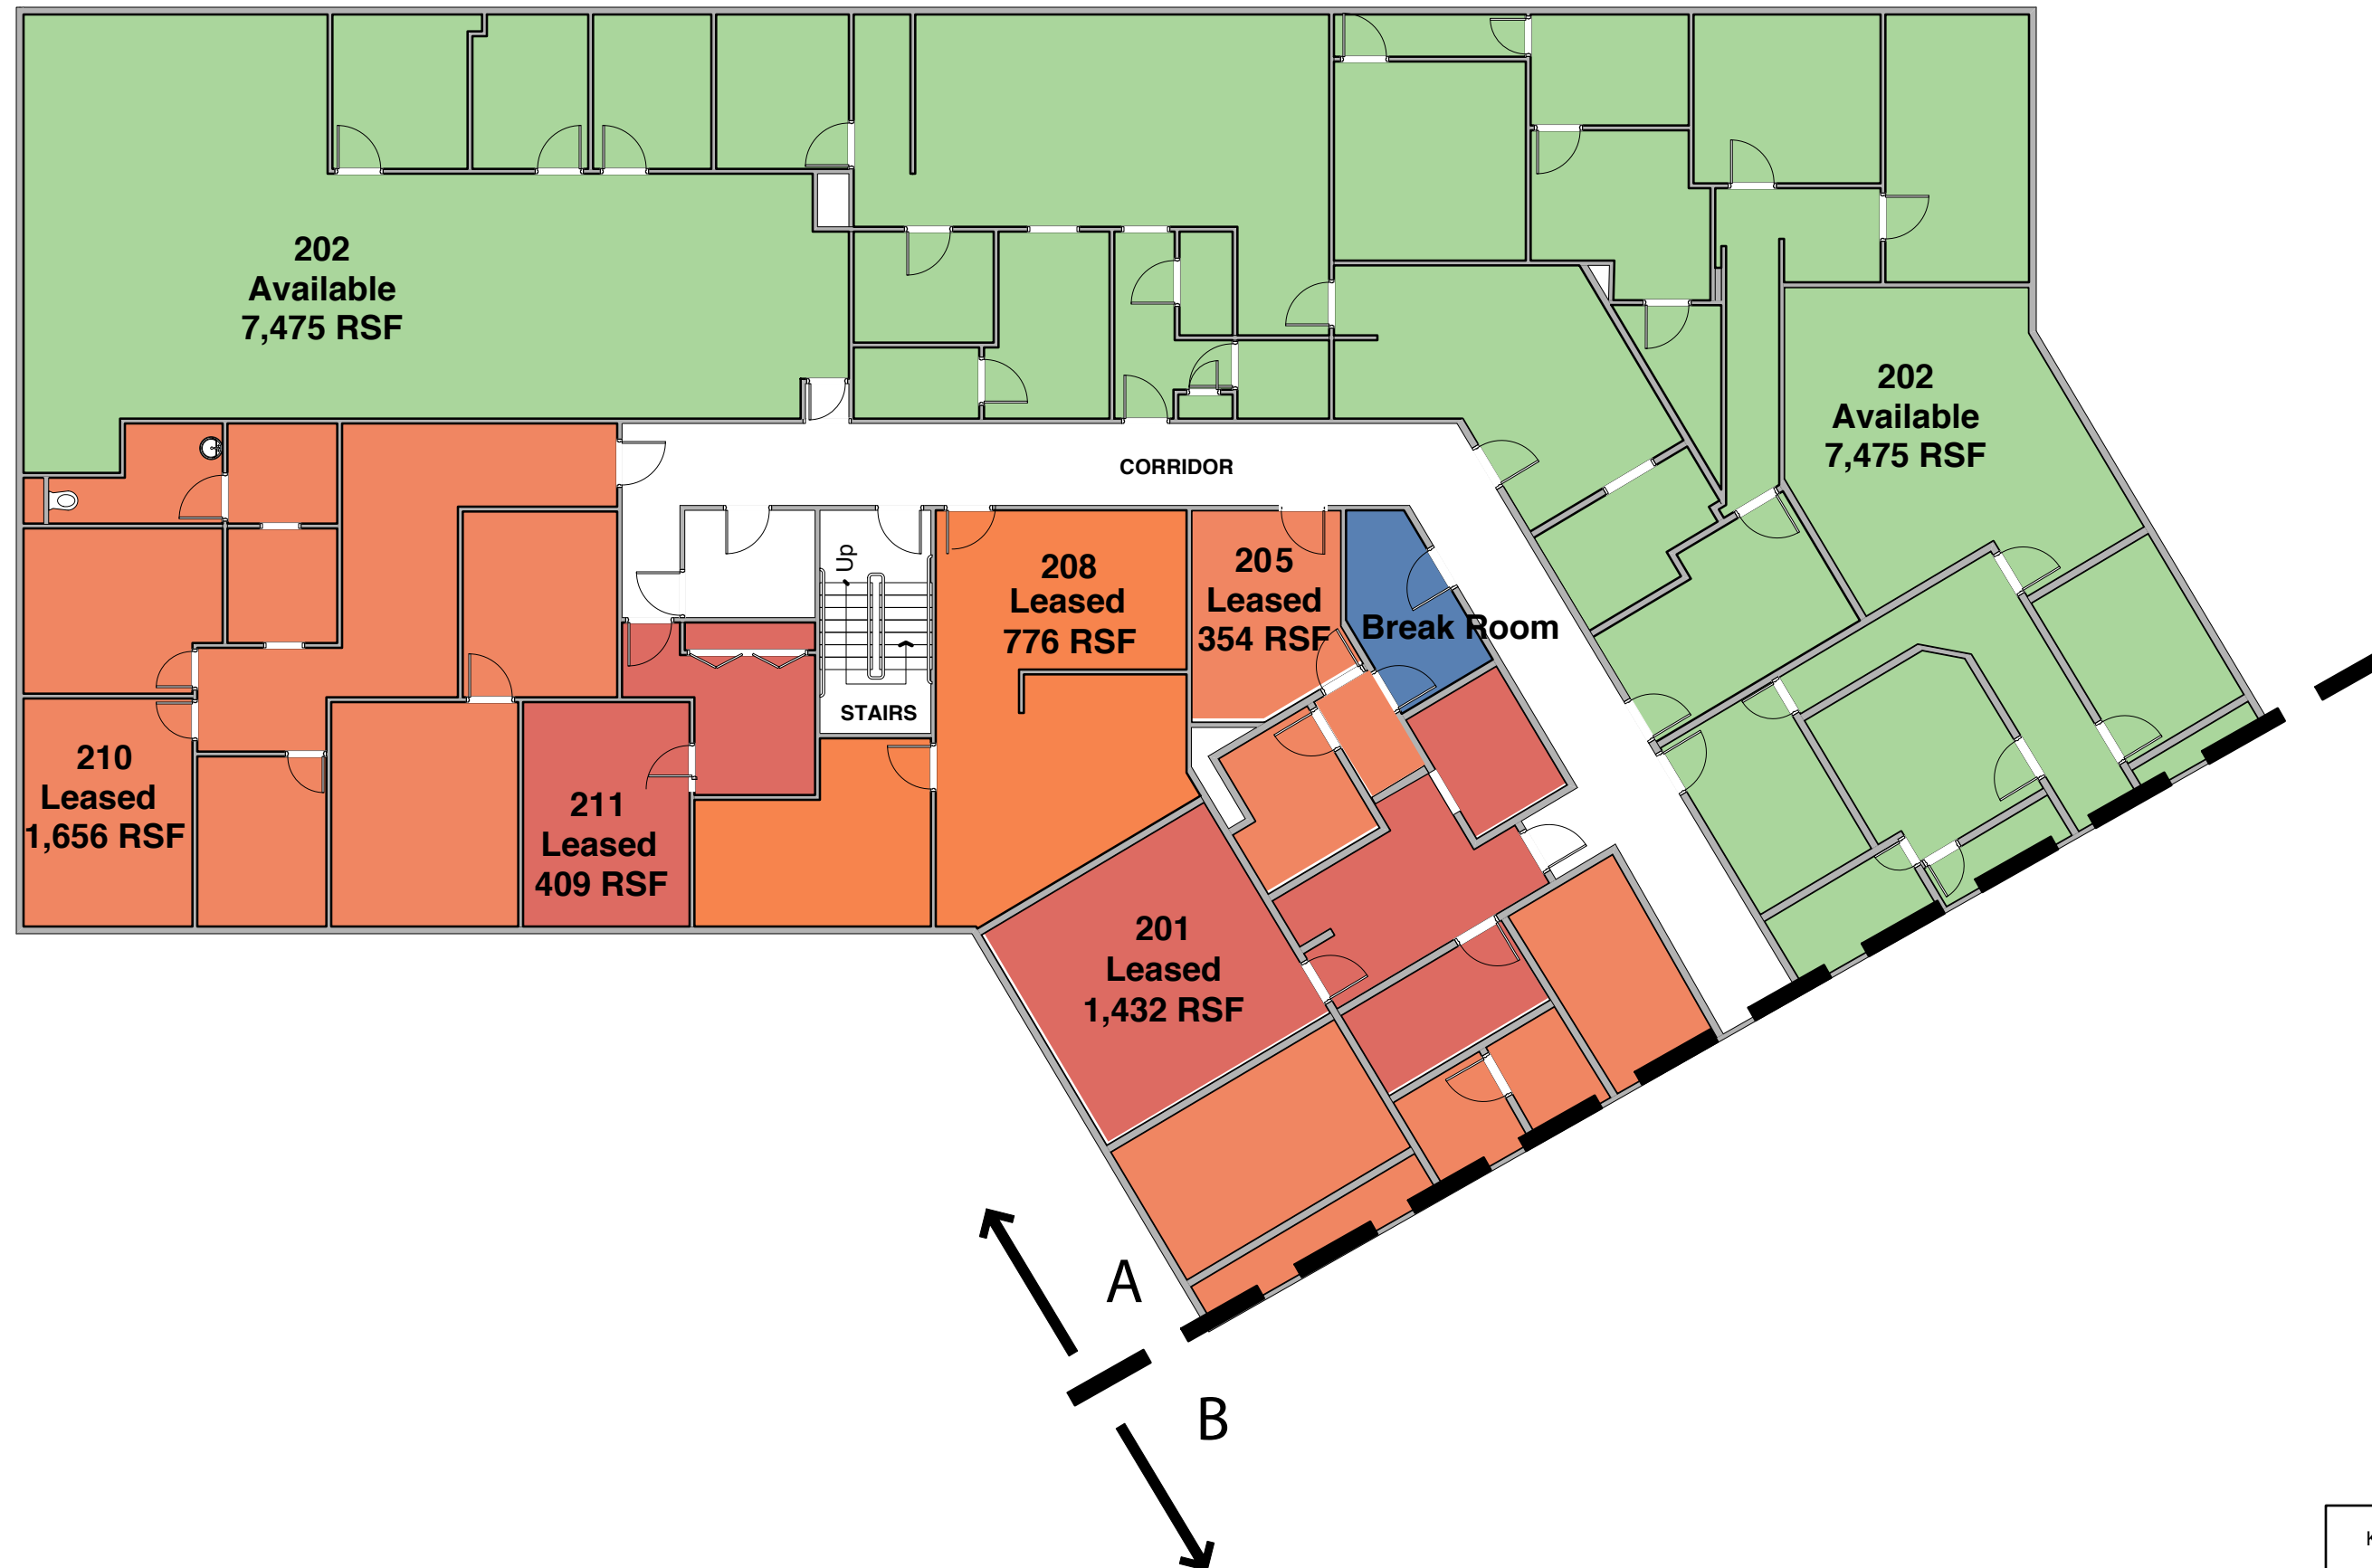 202
Available
7,475 RSF
202
Available
7,475 RSF
CORRIDOR
Up
STAIRS
208
Leased
776 RSF
205
Leased
354 RSF
Break Room
210
Leased
1,656 RSF
211
Leased
409 RSF
201
Leased
1,432 RSF
A
B